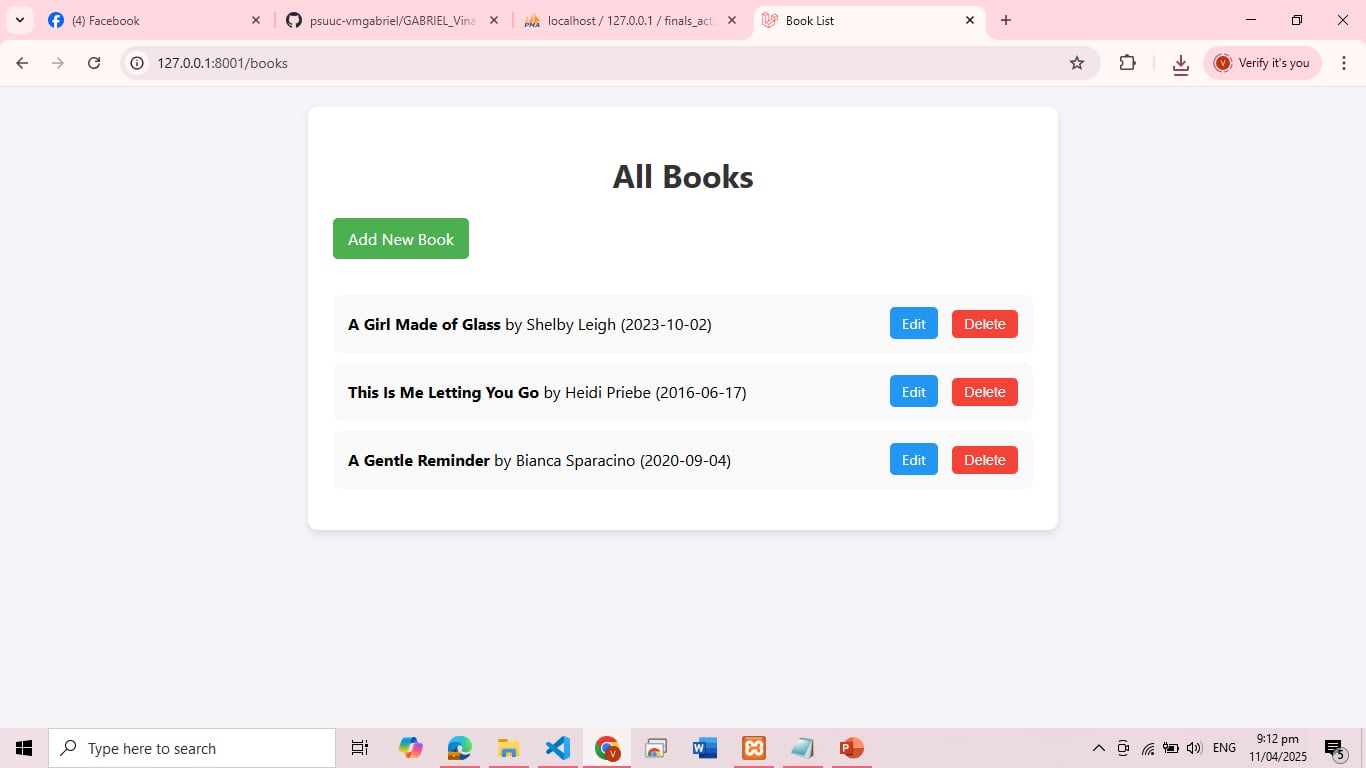 (4) Facebook
psuuc-vmgabriel/GABRIEL_Vina
PMA
localhost / 127.0.0.1 / finals_act
Book List
127.0.0.1:8001/books
V
Verify it's you
All Books
Add New Book
A Girl Made of Glass by Shelby Leigh (2023-10-02)
Edit
Delete
This Is Me Letting You Go by Heidi Priebe (2016-06-17)
Edit
Delete
A Gentle Reminder by Bianca Sparacino (2020-09-04)
Edit
Delete
Type here to search
ENG
9:12 pm
11/04/2025
5